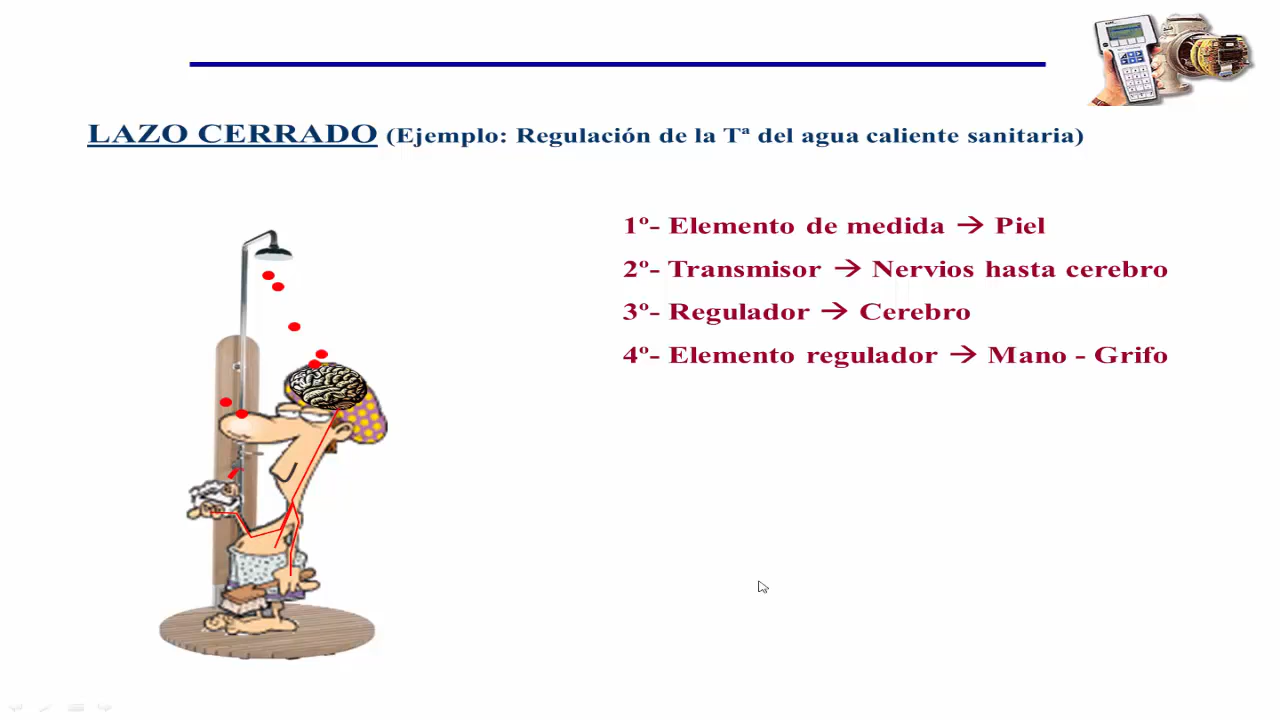 LAZO CERRADO (Ejemplo: Regulación de la Tª del agua caliente sanitaria)
1º- Elemento de medida → Piel
2º- Transmisor → Nervios hasta cerebro
3º- Regulador → Cerebro
4º- Elemento regulador → Mano - Grifo